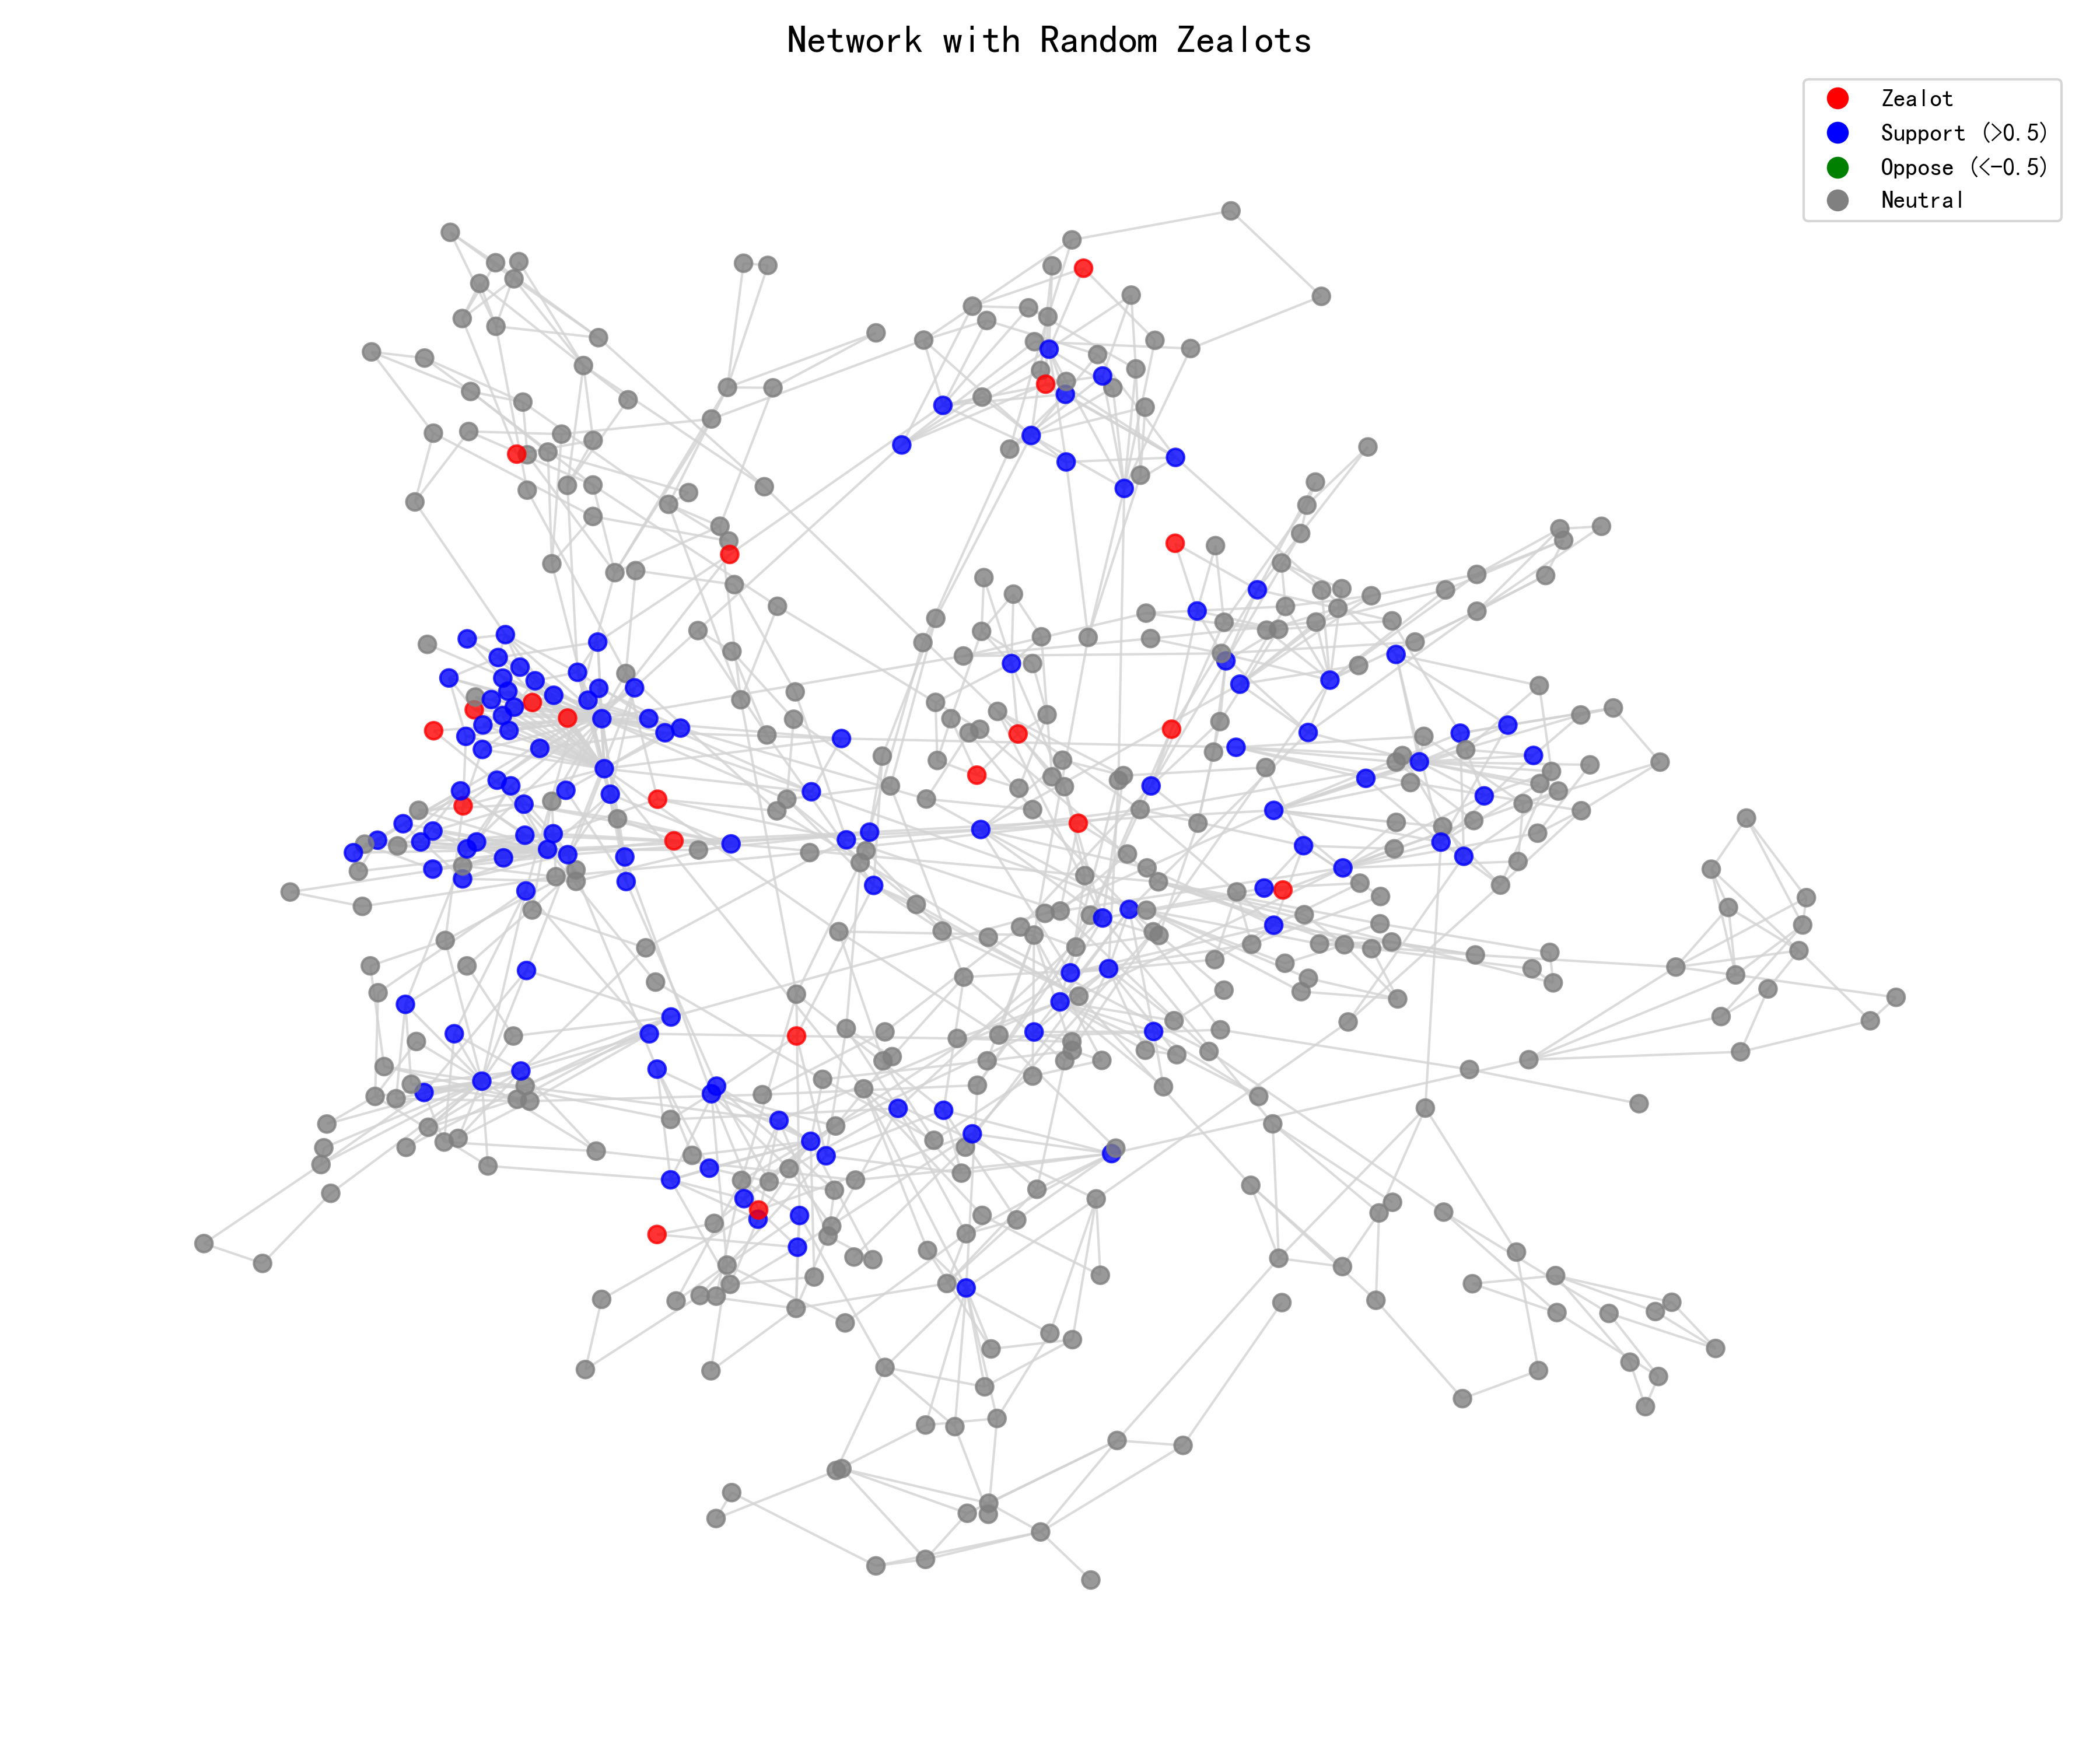 Network with Random Zealots
Zealot
Support (>0.5)
Oppose (<-0.5)
Neutral